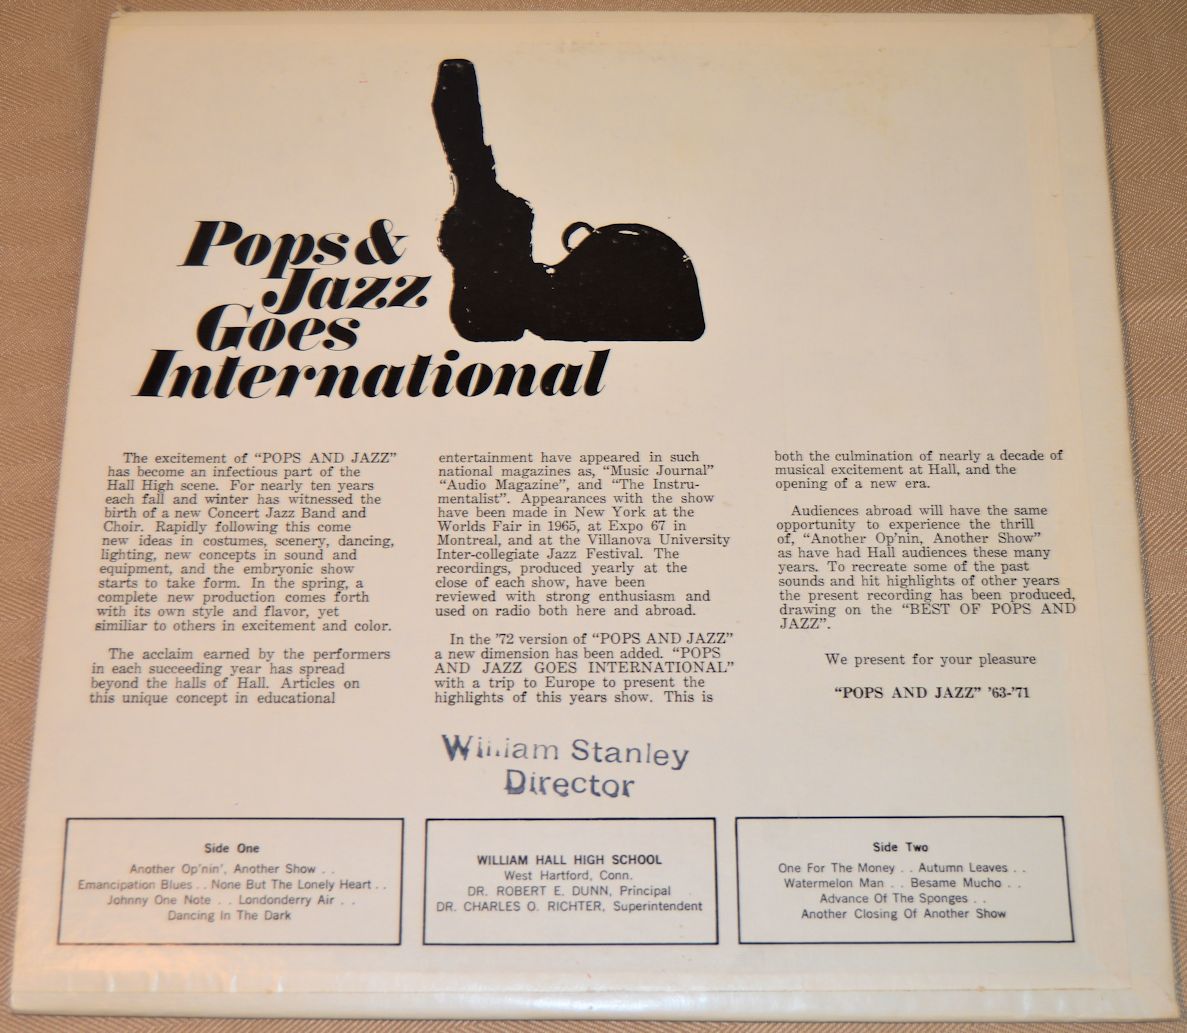 Pops &
Jazz
Goes
International
The excitement of “POPS AND JAZZ”
has become an infectious part of the
Hall High scene. For nearly ten years
each fall and winter has witnessed the
birth of a new Concert Jazz Band and
Choir. Rapidly following this come
new ideas in costumes, scenery, dancing,
lighting, new concepts in sound and
equipment, and the embryonic show
starts to take form. In the spring, a
complete new production comes forth
with its own style and flavor, yet
similiar to others in excitement and color.
The acclaim earned by the performers
in each succeeding year has spread
beyond the halls of Hall. Articles on
this unique concept in educational
entertainment have appeared in such
national magazines as, “Music Journal”
“Audio Magazine”, and “The Instru-
mentalist”. Appearances with the show
have been made in New York at the
Worlds Fair in 1965, at Expo 67 in
Montreal, and at the Villanova University
Inter-collegiate Jazz Festival. The
recordings, produced yearly at the
close of each show, have been
reviewed with strong enthusiasm and
used on radio both here and abroad.
In the ’72 version of “POPS AND JAZZ”
a new dimension has been added. “POPS
AND JAZZ GOES INTERNATIONAL”
with a trip to Europe to present the
highlights of this years show. This is
both the culmination of nearly a decade of
musical excitement at Hall, and the
opening of a new era.
Audiences abroad will have the same
opportunity to experience the thrill
of, “Another Op’nin, Another Show”
as have had Hall audiences these many
years. To recreate some of the past
sounds and hit highlights of other years
the present recording has been produced,
drawing on the “BEST OF POPS AND
JAZZ”.
We present for your pleasure
“POPS AND JAZZ” ’63-’71
William Stanley
Director
Side One
Another Op’nin’, Another Show . .
Emancipation Blues . . None But The Lonely Heart . .
Johnny One Note . . Londonderry Air . .
Dancing In The Dark
WILLIAM HALL HIGH SCHOOL
West Hartford, Conn.
DR. ROBERT E. DUNN, Principal
DR. CHARLES O. RICHTER, Superintendent
Side Two
One For The Money . . Autumn Leaves . .
Watermelon Man . . Besame Mucho . .
Advance Of The Sponges . .
Another Closing Of Another Show